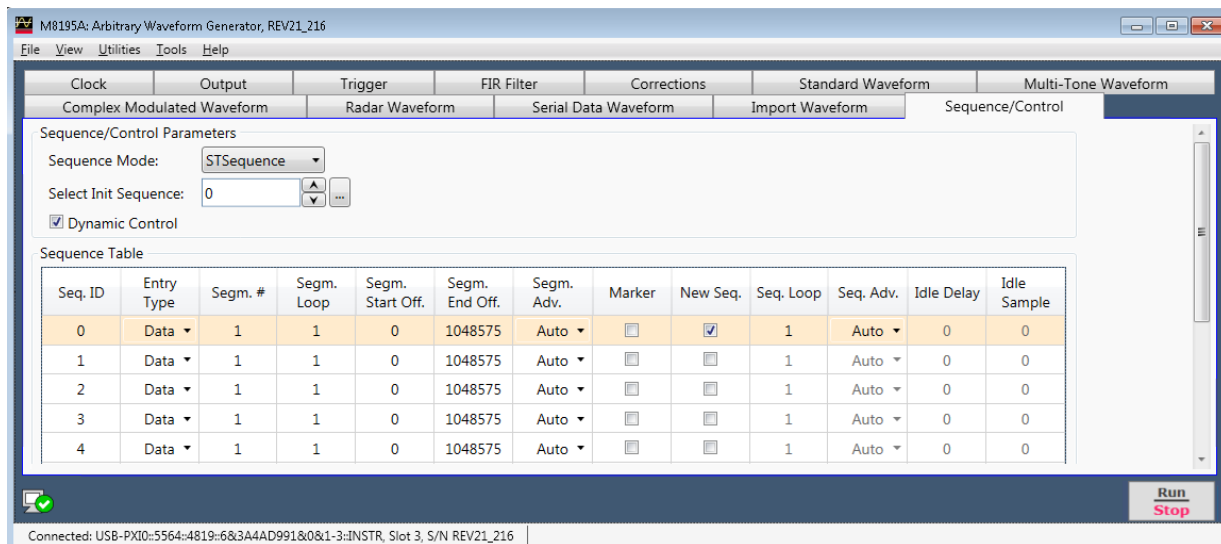 M8195A: Arbitrary Waveform Generator, REV21_216
File View Utilities Tools Help
Clock Output Trigger FIR Filter Corrections Standard Waveform Multi-Tone Waveform
Complex Modulated Waveform Radar Waveform Serial Data Waveform Import Waveform Sequence/Control
Sequence/Control Parameters
Sequence Mode: STSequence
Select Init Sequence: 0 ...
Dynamic Control
Sequence Table
Seq. ID Entry Type Segm. # Segm. Loop Segm. Start Off. Segm. End Off. Segm. Adv. Marker New Seq. Seq. Loop Seq. Adv. Idle Delay Idle Sample
0 Data 1 1 0 1048575 Auto 1 Auto 0 0
1 Data 1 1 0 1048575 Auto 1 Auto 0 0
2 Data 1 1 0 1048575 Auto 1 Auto 0 0
3 Data 1 1 0 1048575 Auto 1 Auto 0 0
4 Data 1 1 0 1048575 Auto 1 Auto 0 0
Run
Stop
Connected: USB-PXI0::5564::4819::6&3A4AD991&0&1-3::INSTR, Slot 3, S/N REV21_216